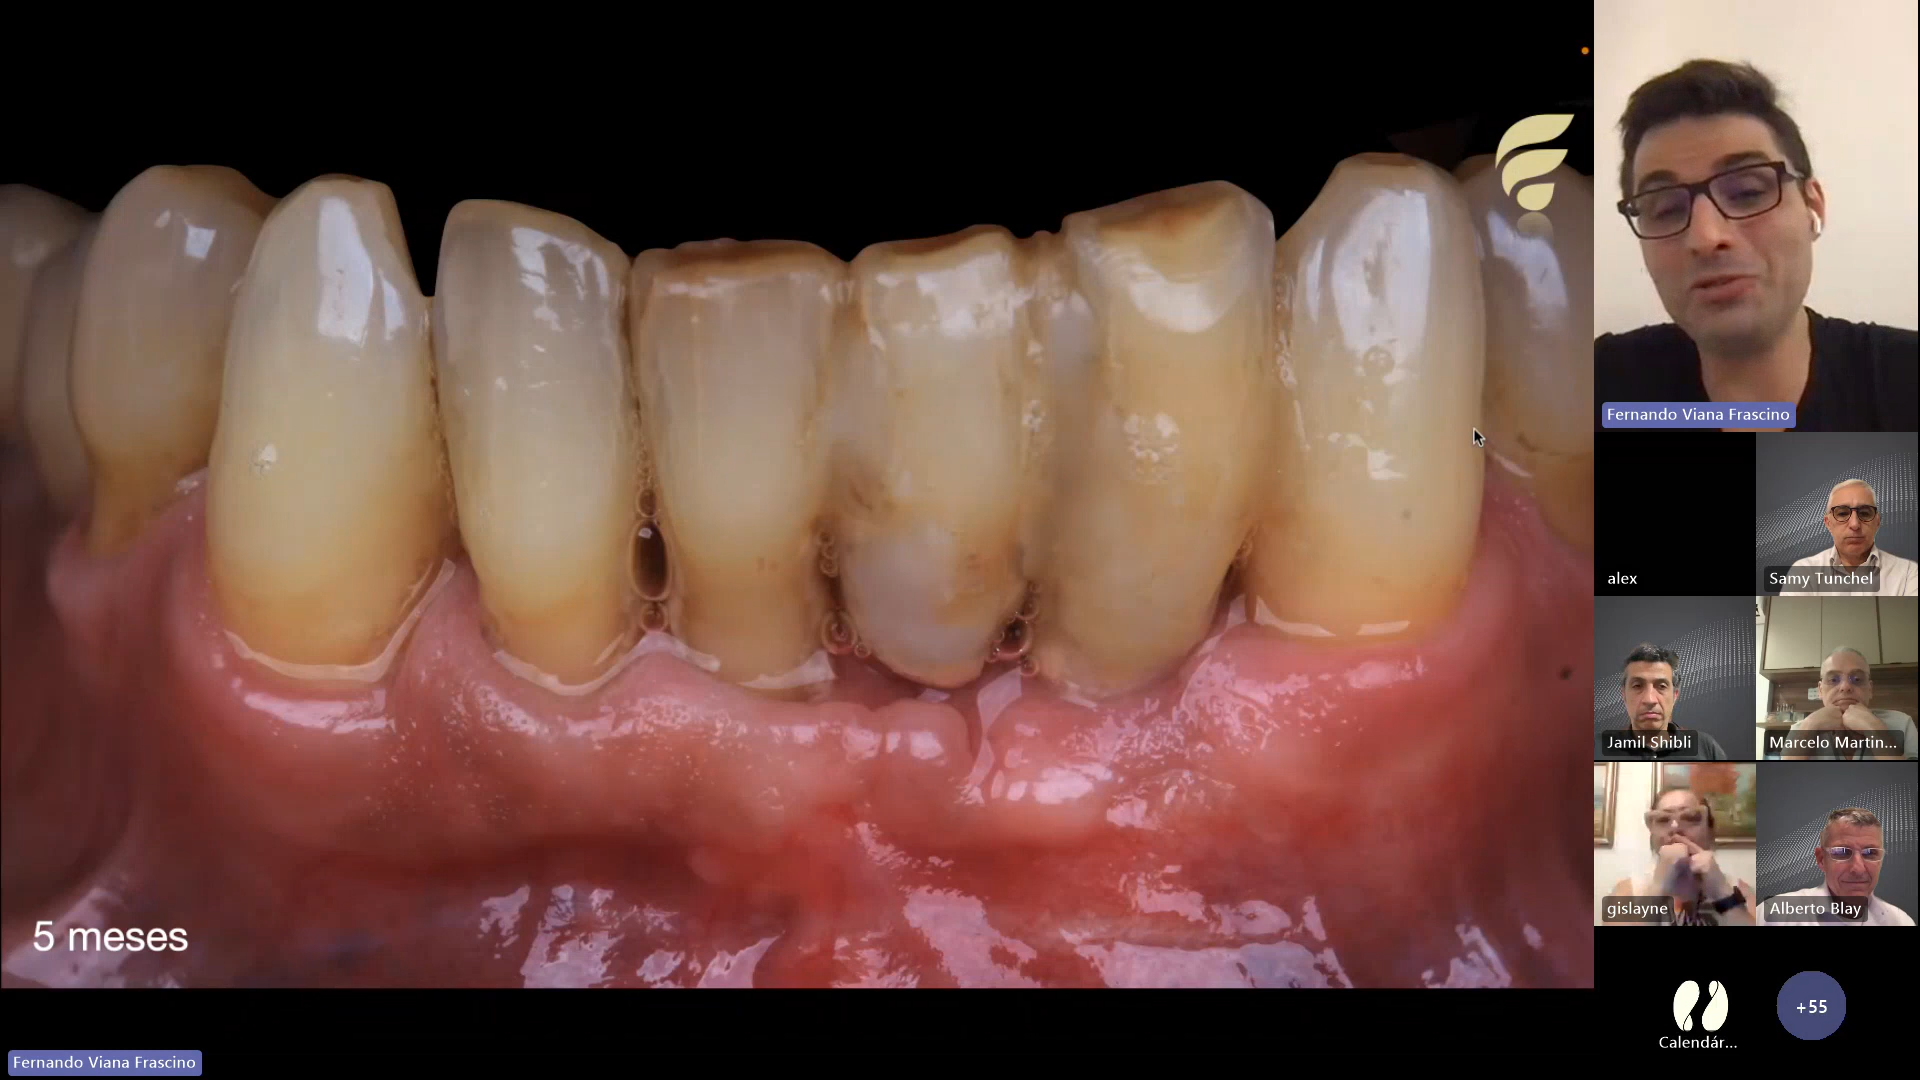 5 meses
Fernando Viana Frascino
Fernando Viana Frascino
alex
Samy Tunchel
Jamil Shibli
Marcelo Martin...
gislayne
Alberto Blay
Calendár...
+55